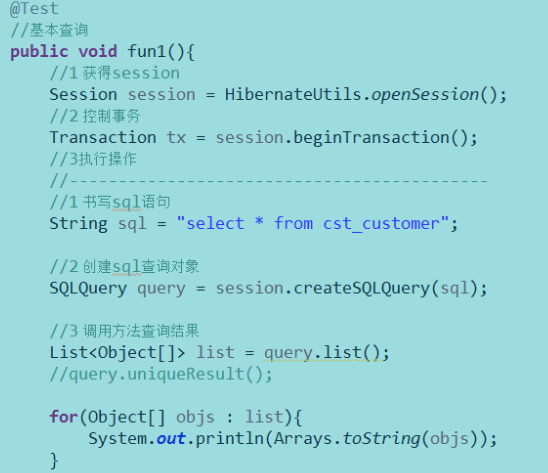 @Test
//基本查询
public void fun1(){
//1 获得session
Session session = HibernateUtils.openSession();
//2 控制事务
Transaction tx = session.beginTransaction();
//3执行操作
//-------------------------------------------
//1 书写sql语句
String sql = "select * from cst_customer";
//2 创建sql查询对象
SQLQuery query = session.createSQLQuery(sql);
//3 调用方法查询结果
List<Object[]> list = query.list();
//query.uniqueResult();
for(Object[] objs : list){
System.out.println(Arrays.toString(objs));
}